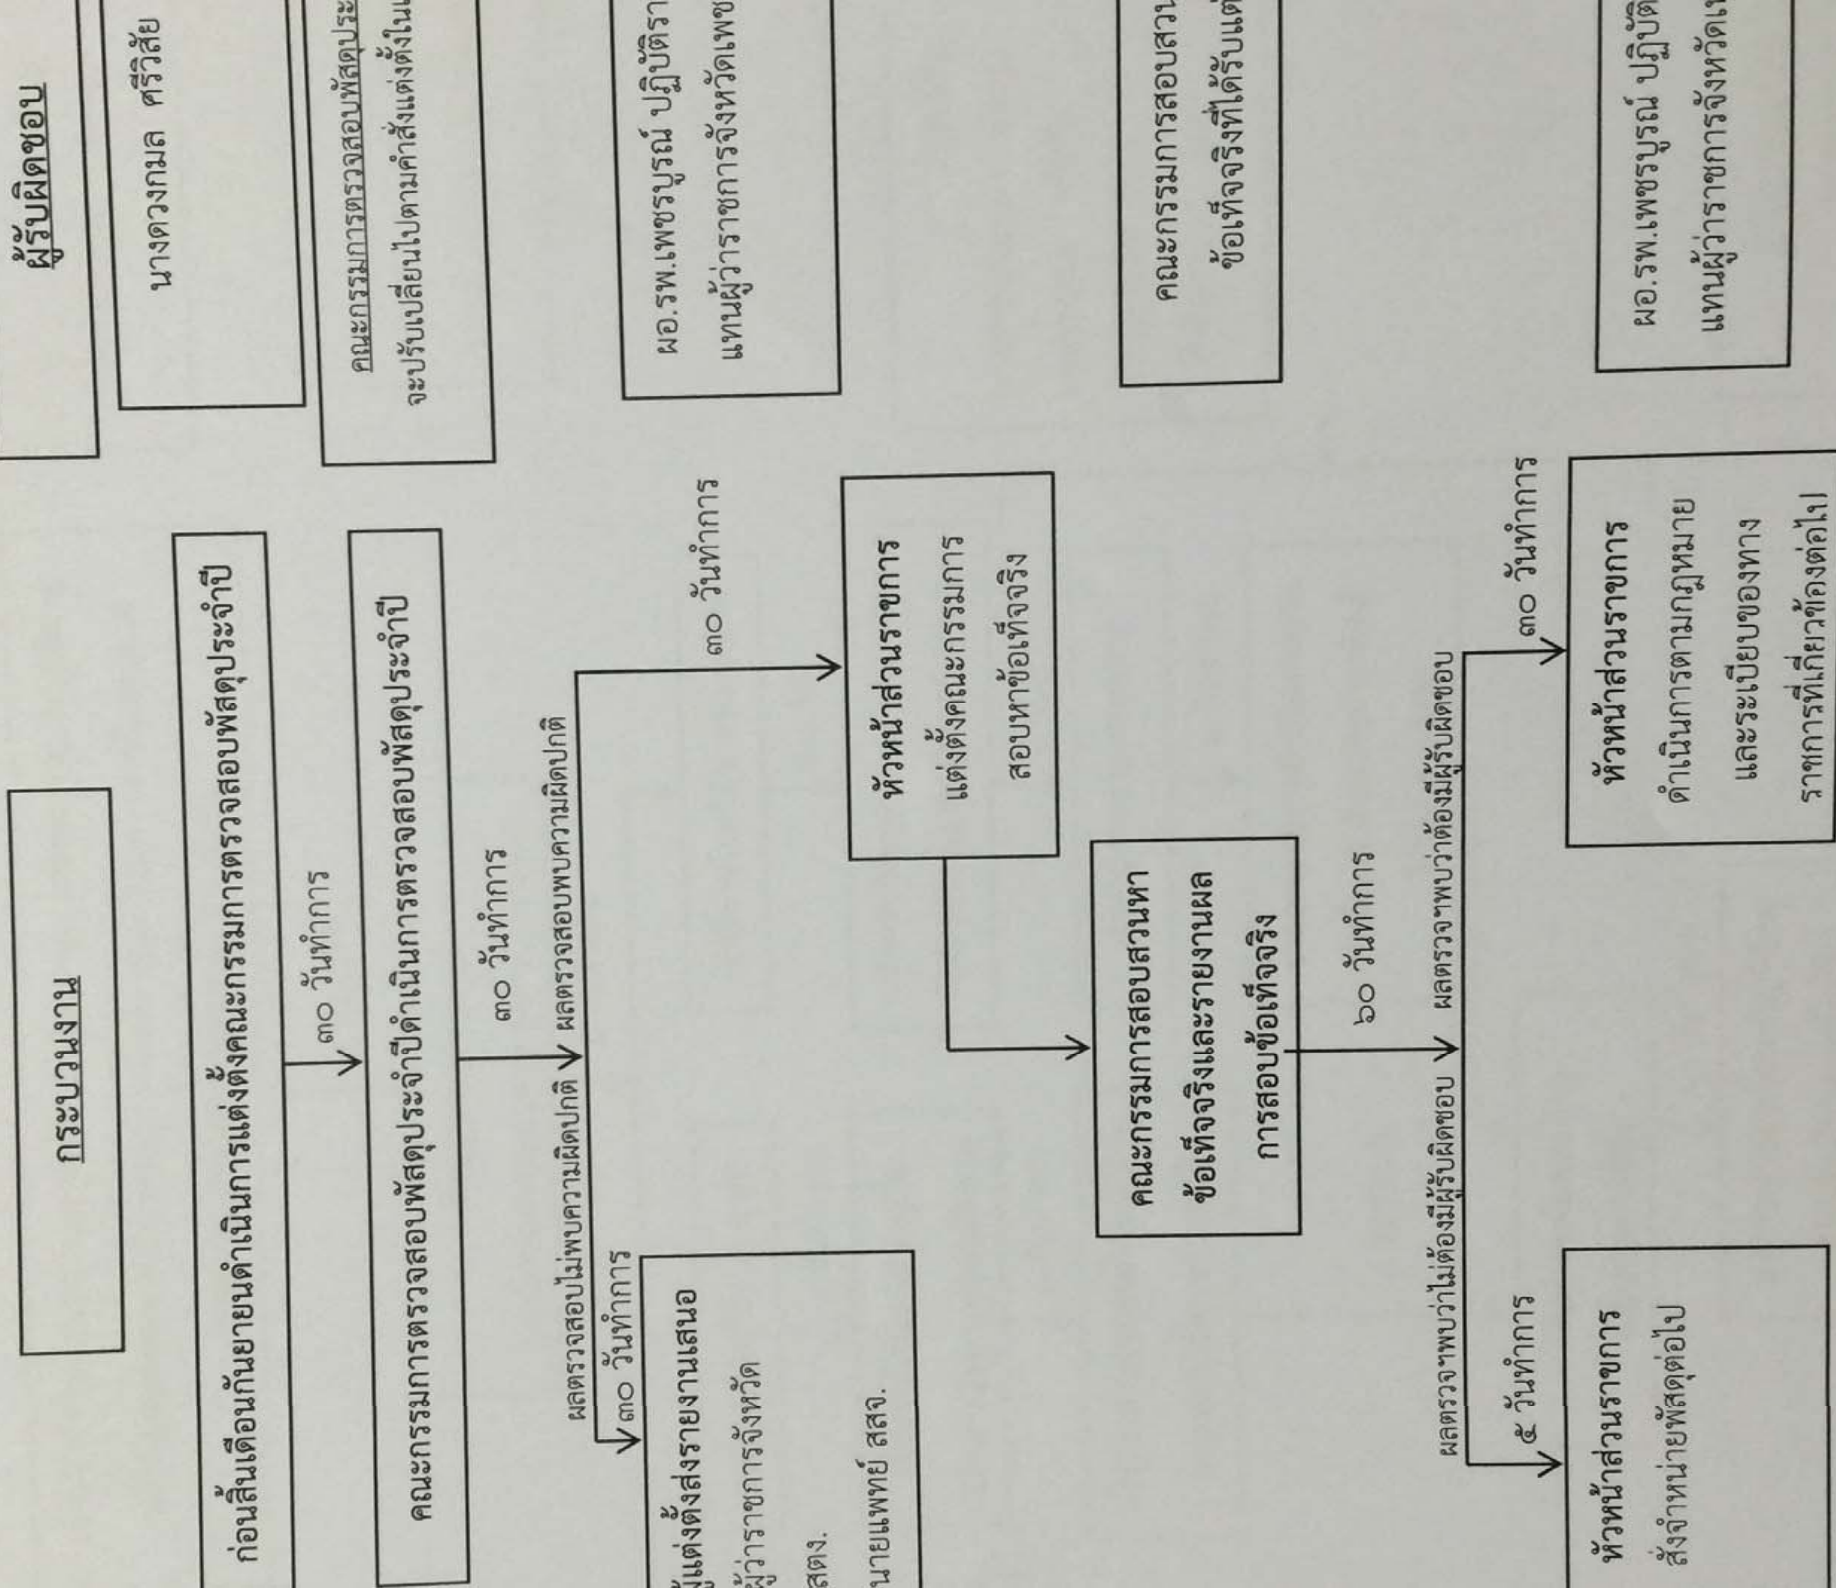 กระบวนงาน
ผู้รับผิดชอบ
ก่อนสิ้นเดือนกันยายนดำเนินการแต่งตั้งคณะกรรมการตรวจสอบพัสดุประจำปี
นางดวงกมล ศรีวิสัย
๓๐ วันทำการ
คณะกรรมการตรวจสอบพัสดุประจำปีดำเนินการตรวจสอบพัสดุประจำปี
คณะกรรมการตรวจสอบพัสดุประ
จะปรับเปลี่ยนไปตามคำสั่งแต่งตั้งใน
๓๐ วันทำการ
ผลตรวจสอบไม่พบความผิดปกติ ผลตรวจสอบพบความผิดปกติ
๓๐ วันทำการ
๓๐ วันทำการ
ผู้แต่งตั้งส่งรายงานเสนอ
ผู้ว่าราชการจังหวัด
สตง.
นายแพทย์ สสจ.
ผอ.รพ.เพชรบูรณ์ ปฏิบัติรา
แทนผู้ว่าราชการจังหวัดเพช
หัวหน้าส่วนราชการ
แต่งตั้งคณะกรรมการ
สอบหาข้อเท็จจริง
คณะกรรมการสอบสวนหา
ข้อเท็จจริงและรายงานผล
การสอบข้อเท็จจริง
คณะกรรมการสอบสวน
ข้อเท็จจริงที่ได้รับแต่
๖๐ วันทำการ
ผลตรวจฯพบว่าไม่ต้องมีผู้รับผิดชอบ ผลตรวจฯพบว่าต้องมีผู้รับผิดชอบ
๕ วันทำการ
๓๐ วันทำการ
หัวหน้าส่วนราชการ
สั่งจำหน่ายพัสดุต่อไป
หัวหน้าส่วนราชการ
ดำเนินการตามกฎหมาย
และระเบียบของทาง
ราชการที่เกี่ยวข้องต่อไป
ผอ.รพ.เพชรบูรณ์ ปฏิบัติ
แทนผู้ว่าราชการจังหวัดเพ